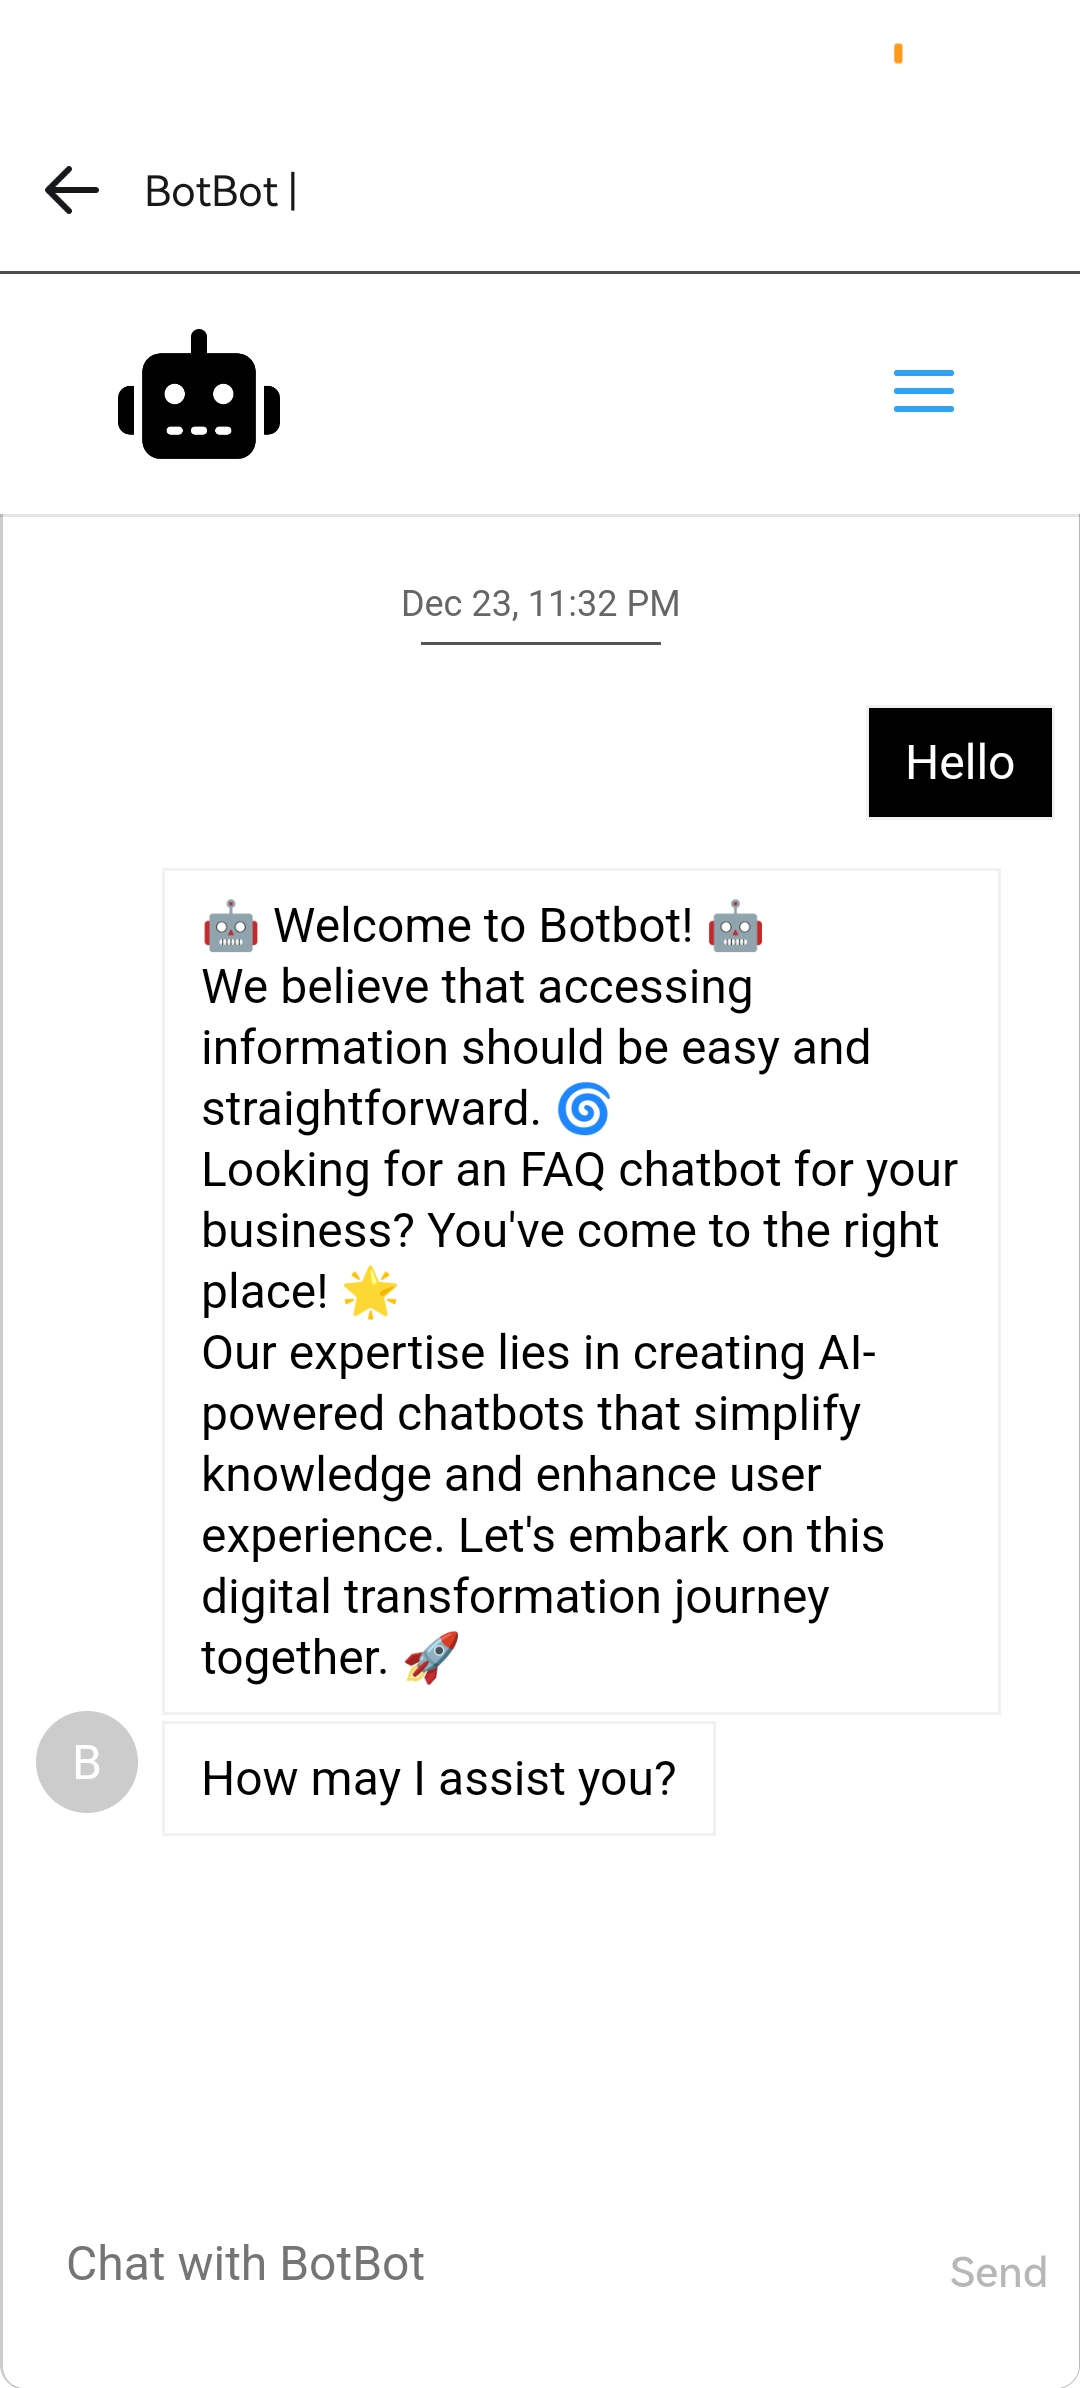 BotBot |
Dec 23, 11:32 PM
Hello
🤖 Welcome to Botbot! 🤖
We believe that accessing
information should be easy and
straightforward. 🌀
Looking for an FAQ chatbot for your
business? You've come to the right
place! 🌟
Our expertise lies in creating AI-
powered chatbots that simplify
knowledge and enhance user
experience. Let's embark on this
digital transformation journey
together. 🚀
B
How may I assist you?
Chat with BotBot
Send